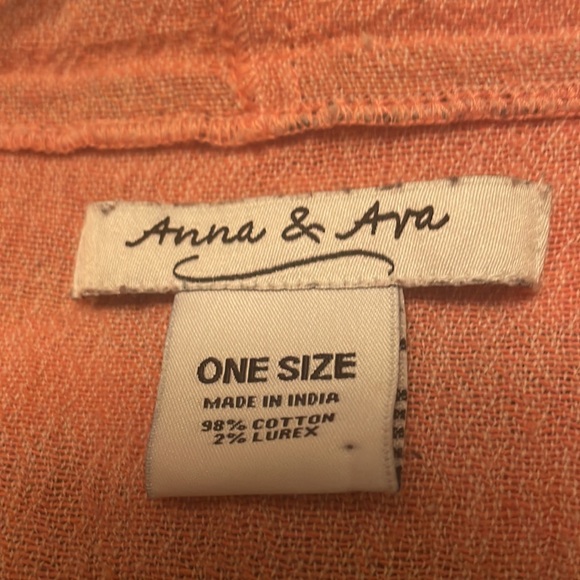 Anna & Ava
ONE SIZE
MADE IN INDIA
98% COTTON
2% LUREX